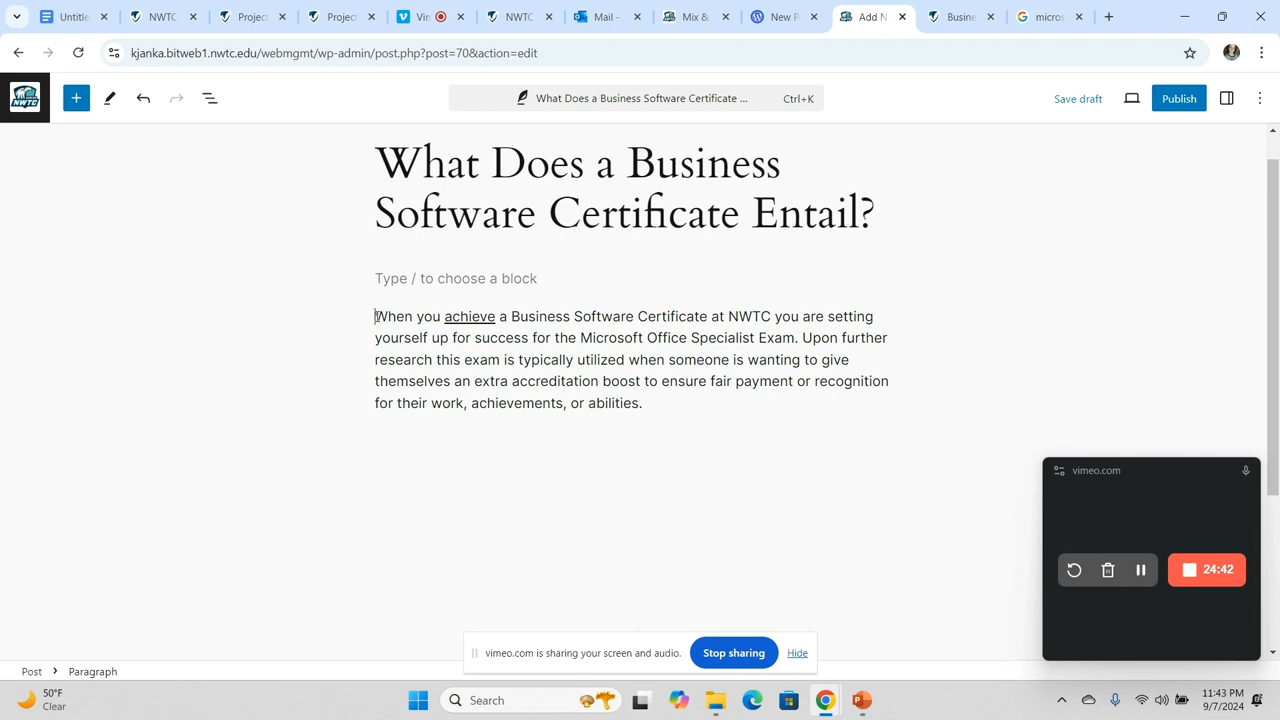 Untitle
NWTC
Project
Project
Vin
NWTC
Mail -
Mix &
New P
Add N
Busine
micros
kjanka.bitweb1.nwtc.edu/webmgmt/wp-admin/post.php?post=70&action=edit
NWTC
What Does a Business Software Certificate ...
Ctrl+K
Save draft
Publish
What Does a Business
Software Certificate Entail?
Type / to choose a block
When you achieve a Business Software Certificate at NWTC you are setting
yourself up for success for the Microsoft Office Specialist Exam. Upon further
research this exam is typically utilized when someone is wanting to give
themselves an extra accreditation boost to ensure fair payment or recognition
for their work, achievements, or abilities.
vimeo.com
24:42
vimeo.com is sharing your screen and audio.
Stop sharing
Hide
Post
Paragraph
50°F
Clear
Search
11:43 PM
9/7/2024